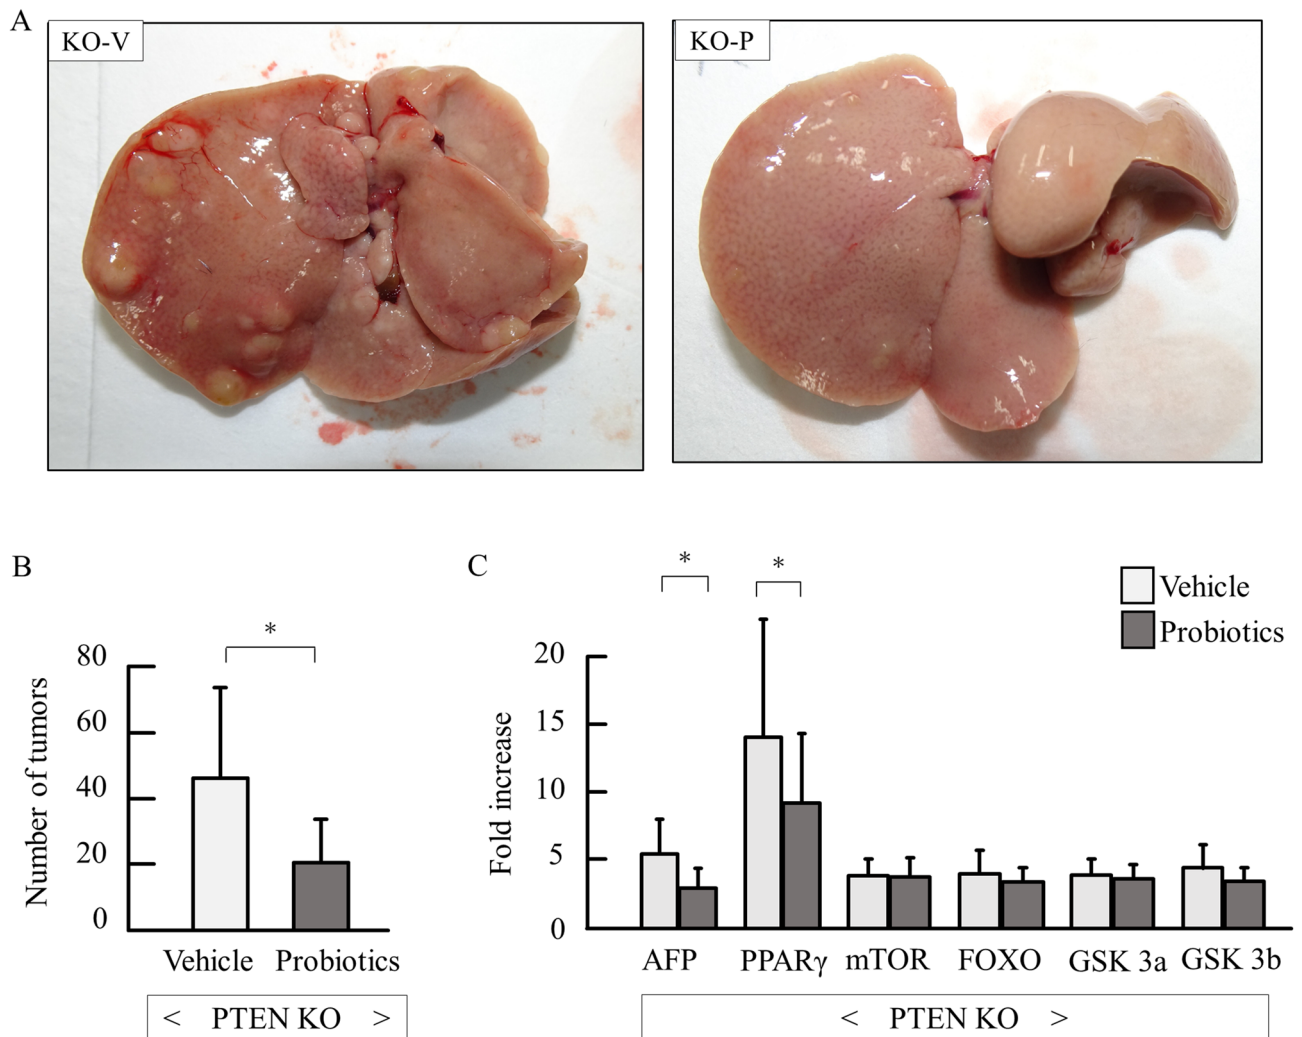 A
KO-V
KO-P
B
C
*
*
*
Vehicle
Probiotics
Number of tumors
80
60
40
20
0
Vehicle Probiotics
< PTEN KO >
Fold increase
20
15
10
5
0
AFP PPARγ mTOR FOXO GSK 3a GSK 3b
< PTEN KO >